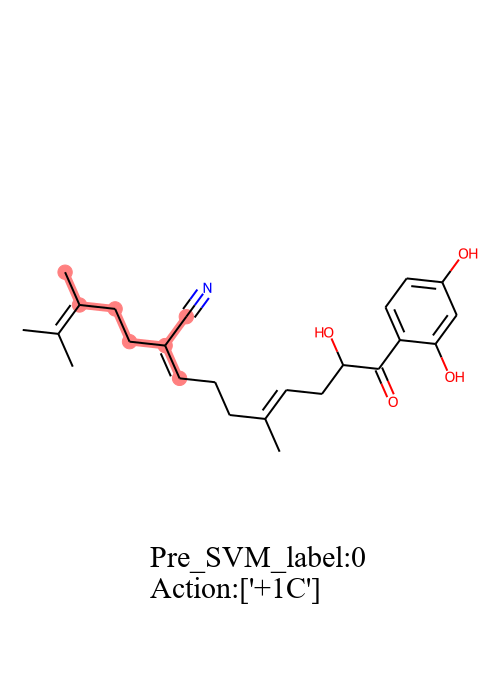 N
OH
HO
OH
O
Pre_SVM_label:0
Action:['+1C']